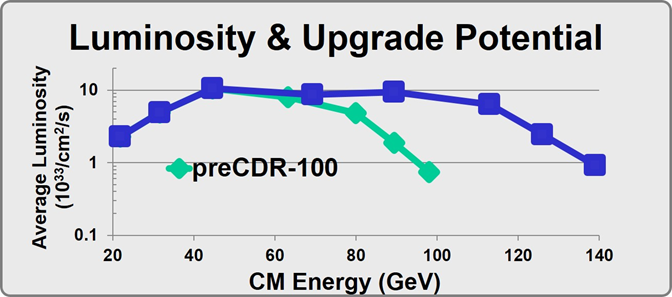 Luminosity & Upgrade Potential
Average Luminosity
(10³³/cm²/s)
10
1
0.1
preCDR-100
20 40 60 80 100 120 140
CM Energy (GeV)